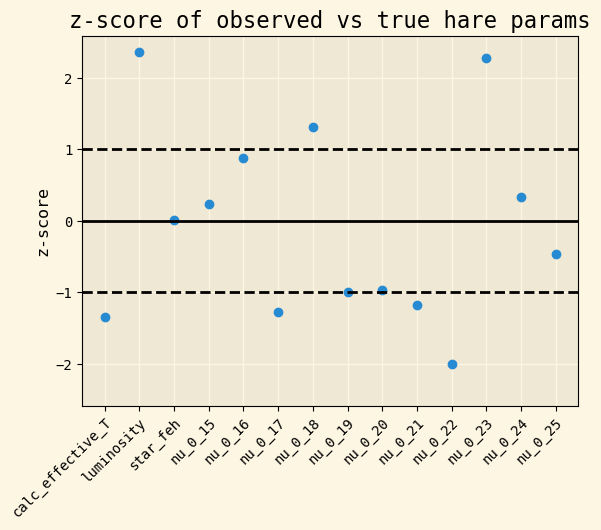 z-score of observed vs true hare params
z-score
2
1
0
−1
−2
calc_effective_T
luminosity
star_feh
nu_0_15
nu_0_16
nu_0_17
nu_0_18
nu_0_19
nu_0_20
nu_0_21
nu_0_22
nu_0_23
nu_0_24
nu_0_25